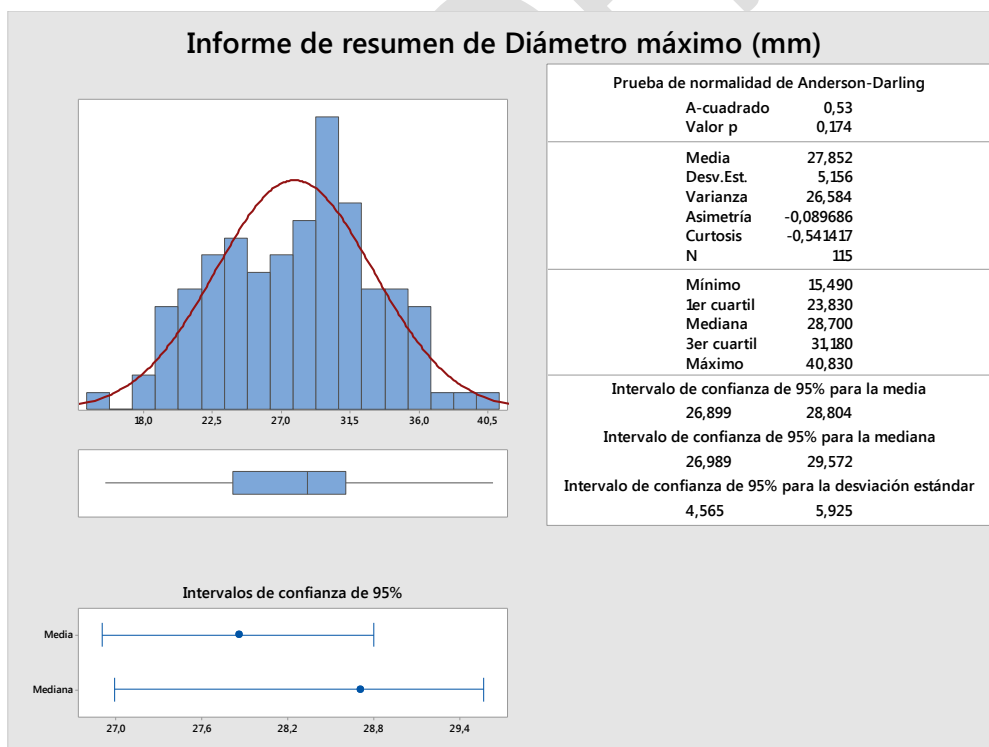 Informe de resumen de Diámetro máximo (mm)
18,0 22,5 27,0 31,5 36,0 40,5
Prueba de normalidad de Anderson-Darling
A-cuadrado 0,53
Valor p 0,174
Media 27,852
Desv.Est. 5,156
Varianza 26,584
Asimetría -0,089686
Curtosis -0,541417
N 115
Mínimo 15,490
1er cuartil 23,830
Mediana 28,700
3er cuartil 31,180
Máximo 40,830
Intervalo de confianza de 95% para la media
26,899 28,804
Intervalo de confianza de 95% para la mediana
26,989 29,572
Intervalo de confianza de 95% para la desviación estándar
4,565 5,925
Intervalos de confianza de 95%
Media
Mediana
27,0 27,6 28,2 28,8 29,4